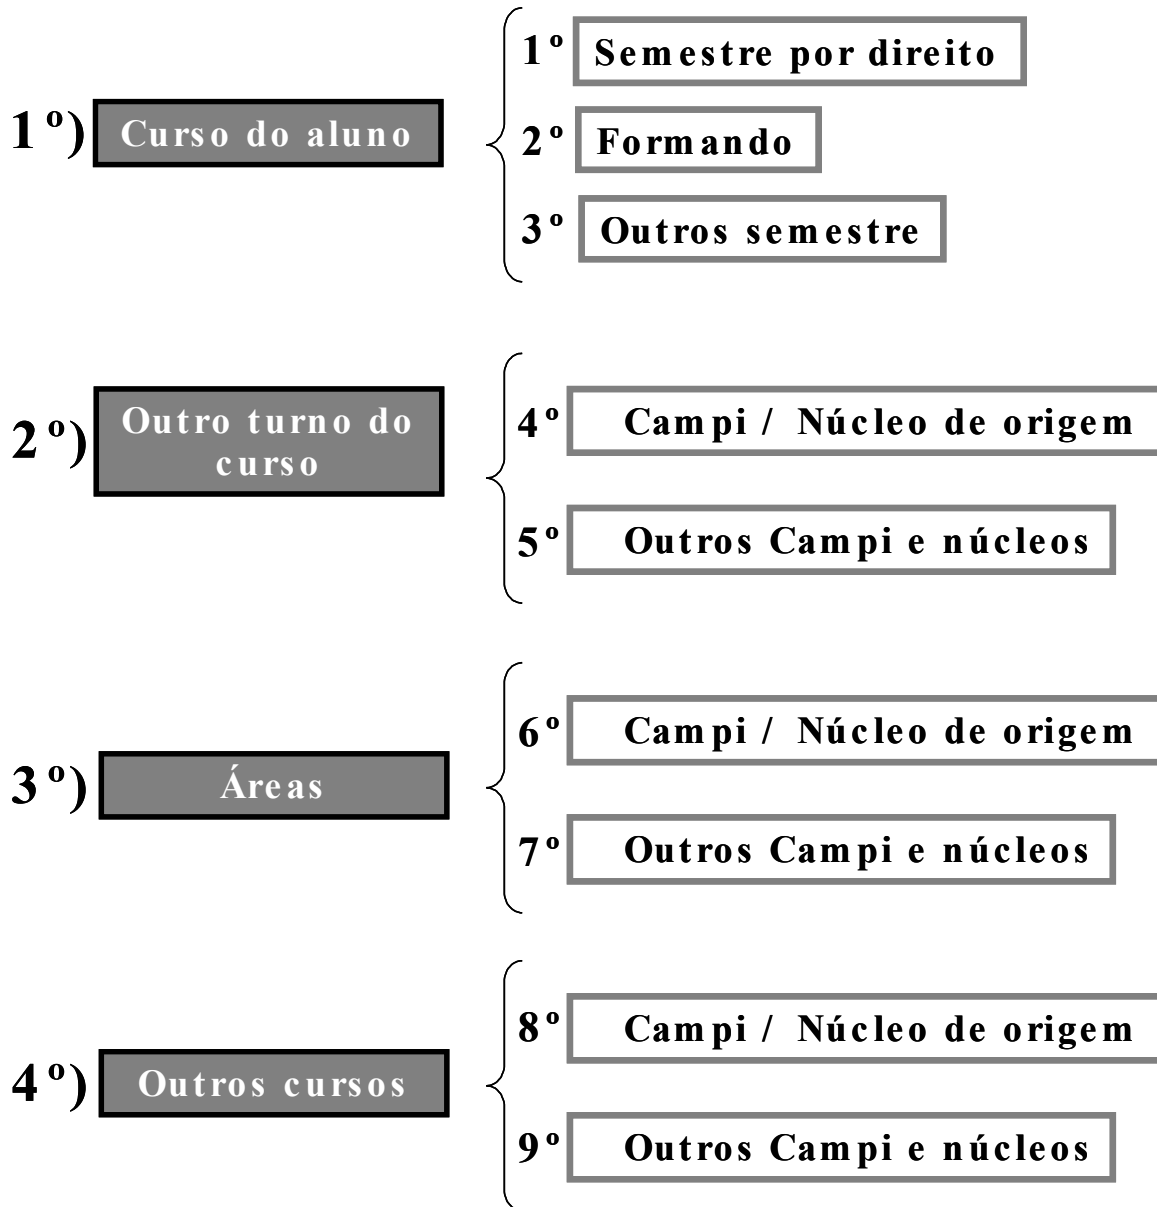 1º) Curso do aluno
1º Semestre por direito
2º Formando
3º Outros semestre
2º) Outro turno do
curso
4º Campi / Núcleo de origem
5º Outros Campi e núcleos
3º) Áreas
6º Campi / Núcleo de origem
7º Outros Campi e núcleos
4º) Outros cursos
8º Campi / Núcleo de origem
9º Outros Campi e núcleos